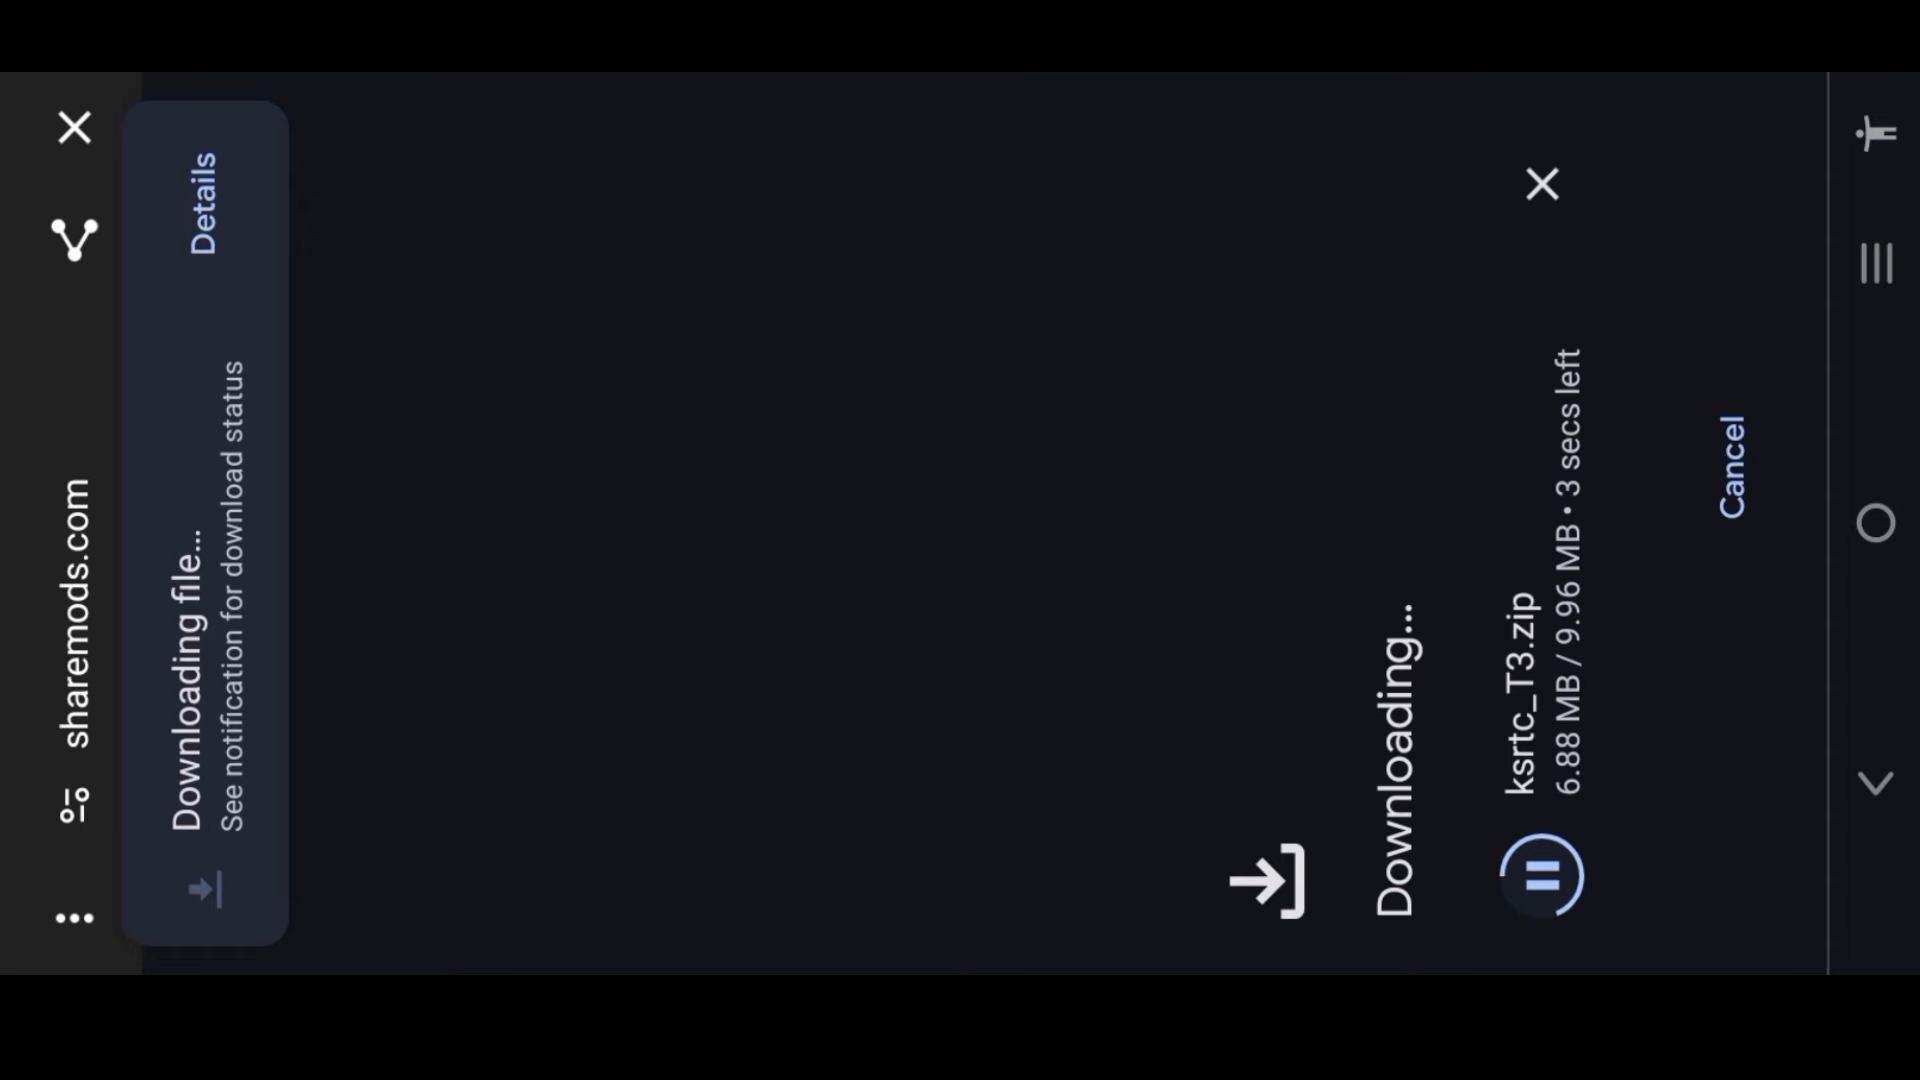 sharemods.com
Downloading file...
See notification for download status
Details
Downloading...
ksrtc_T3.zip
6.88 MB / 9.96 MB • 3 secs left
Cancel